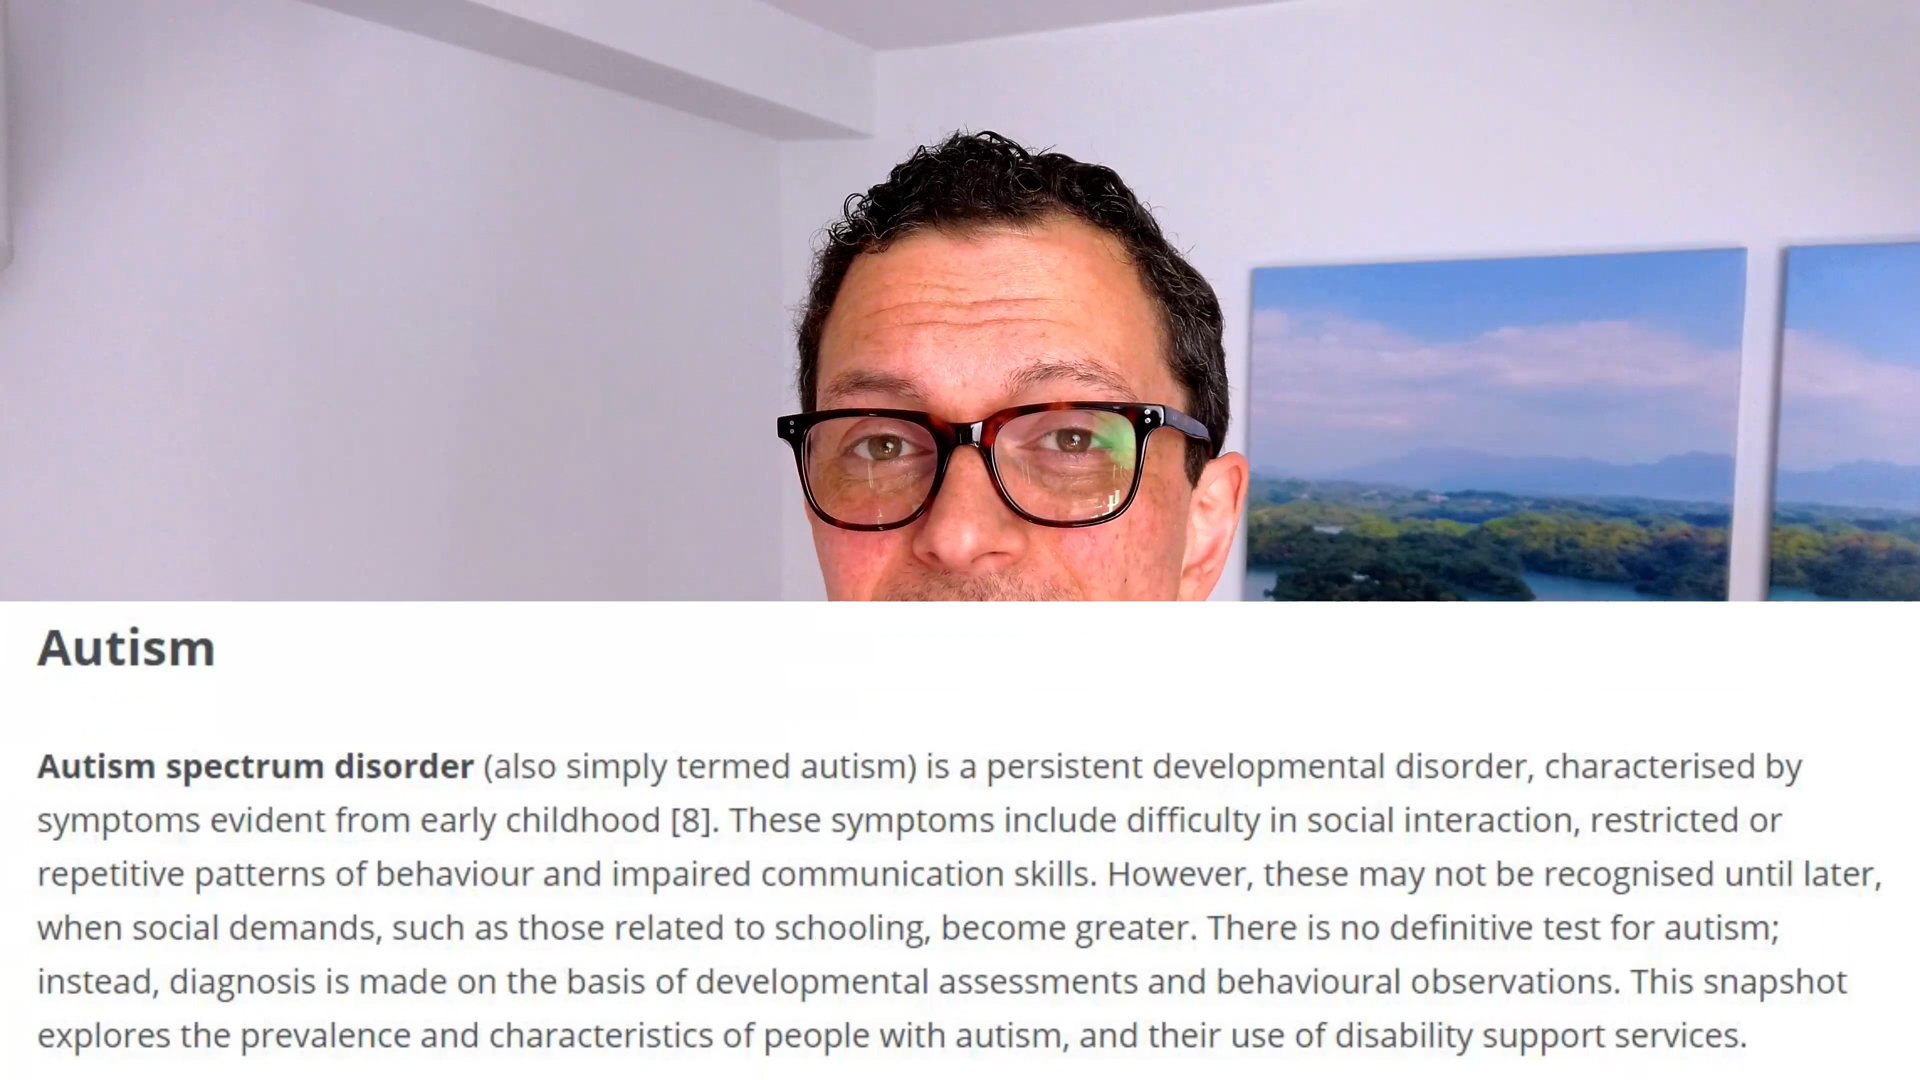 Autism
Autism spectrum disorder (also simply termed autism) is a persistent developmental disorder, characterised by
symptoms evident from early childhood [8]. These symptoms include difficulty in social interaction, restricted or
repetitive patterns of behaviour and impaired communication skills. However, these may not be recognised until later,
when social demands, such as those related to schooling, become greater. There is no definitive test for autism;
instead, diagnosis is made on the basis of developmental assessments and behavioural observations. This snapshot
explores the prevalence and characteristics of people with autism, and their use of disability support services.